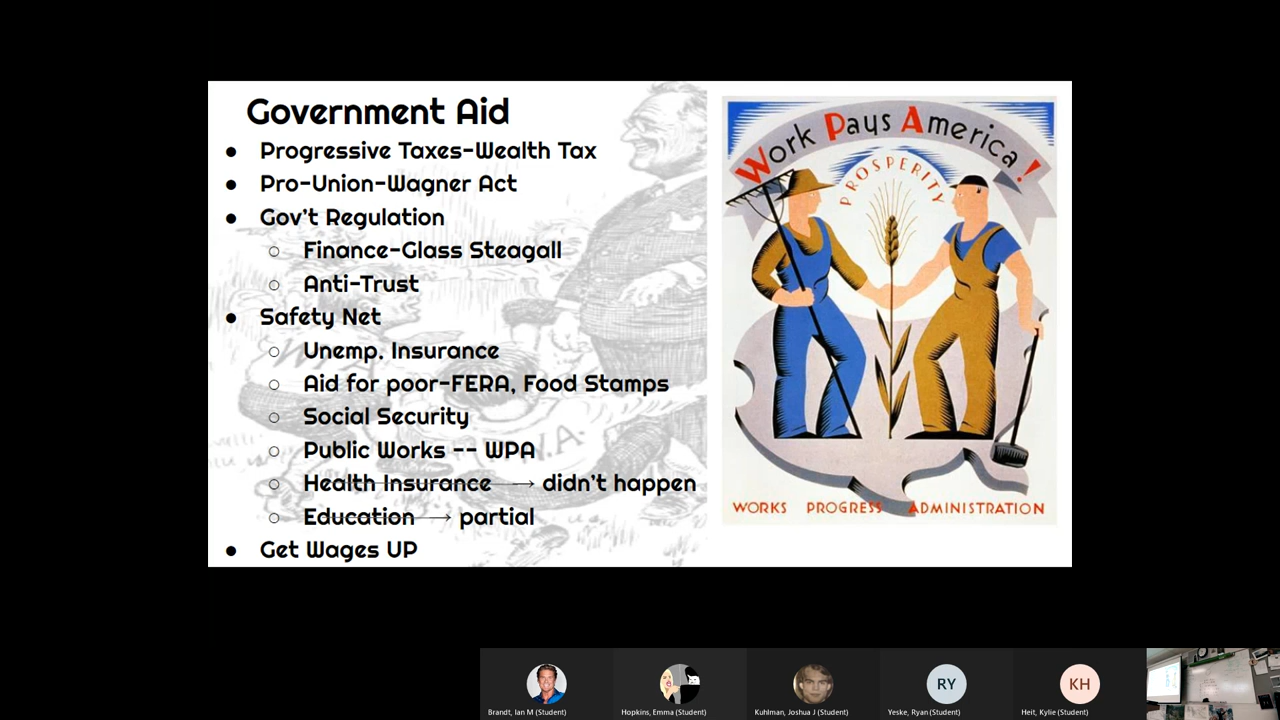 Government Aid
● Progressive Taxes-Wealth Tax
● Pro-Union-Wagner Act
● Gov't Regulation
○ Finance-Glass Steagall
○ Anti-Trust
● Safety Net
○ Unemp. Insurance
○ Aid for poor-FERA, Food Stamps
○ Social Security
○ Public Works -- WPA
○ Health Insurance → didn't happen
○ Education → partial
● Get Wages UP
W.P.A.
Work Pays America!
PROSPERITY
WORKS PROGRESS ADMINISTRATION
RY
KH
Brandt, Ian M (Student)
Hopkins, Emma (Student)
Kuhlman, Joshua J (Student)
Yeske, Ryan (Student)
Heit, Kylie (Student)